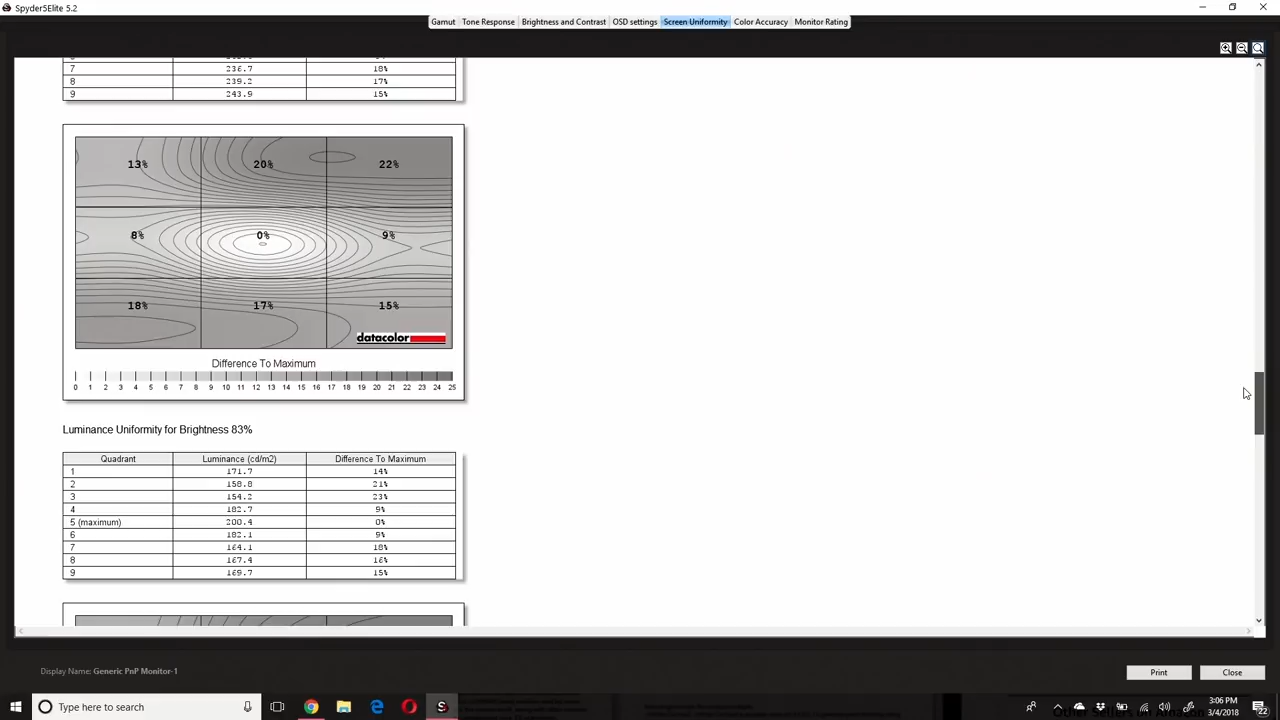 Spyder5Elite 5.2
Gamut Tone Response Brightness and Contrast OSD settings Screen Uniformity Color Accuracy Monitor Rating
7 236.7 18%
8 239.2 17%
9 243.9 15%
13% 20% 22%
8% 0% 9%
18% 17% 15%
datacolor
Difference To Maximum
0 1 2 3 4 5 6 7 8 9 10 11 12 13 14 15 16 17 18 19 20 21 22 23 24 25
Luminance Uniformity for Brightness 83%
Quadrant Luminance (cd/m2) Difference To Maximum
1 171.7 14%
2 158.8 21%
3 154.2 23%
4 182.7 9%
5 (maximum) 200.4 0%
6 182.1 9%
7 164.1 18%
8 167.4 16%
9 169.7 15%
Display Name: Generic PnP Monitor-1
Print Close
Type here to search
3:06 PM
3/4/2018
22
Other Sellers on Amazon